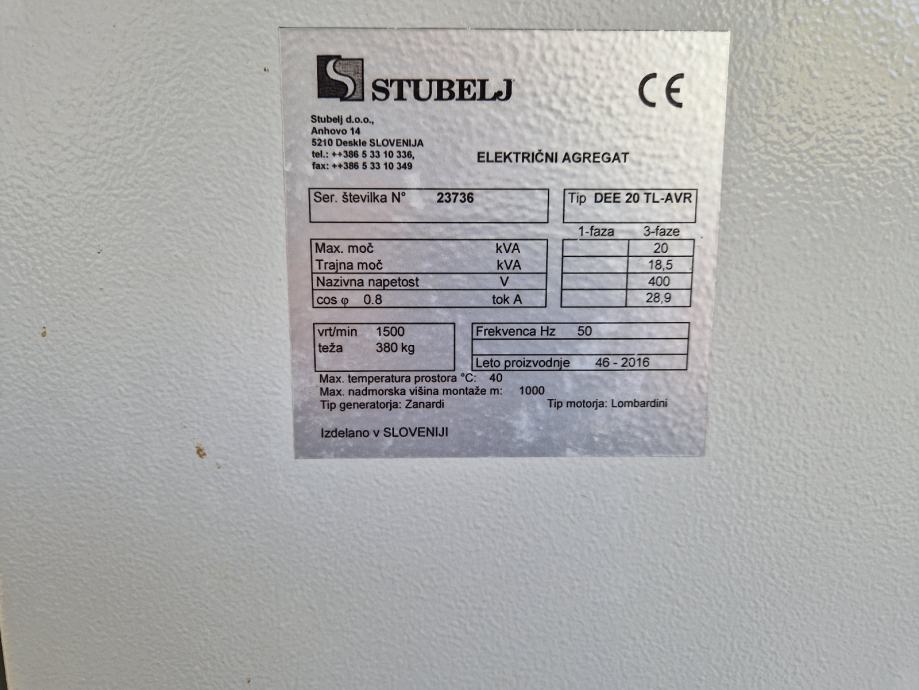 STUBELJ
CE
Stubelj d.o.o.,
Anhovo 14
5210 Deskle SLOVENIJA
tel.: ++386 5 33 10 336,
fax: ++386 5 33 10 349
ELEKTRIČNI AGREGAT
Ser. številka N° 23736
Tip DEE 20 TL-AVR
1-faza 3-faze
Max. moč kVA 20
Trajna moč kVA 18,5
Nazivna napetost V 400
cos φ 0.8 tok A 28,9
vrt/min 1500
teža 380 kg
Frekvenca Hz 50
Leto proizvodnje 46 - 2016
Max. temperatura prostora °C: 40
Max. nadmorska višina montaže m: 1000
Tip generatorja: Zanardi Tip motorja: Lombardini
Izdelano v SLOVENIJI